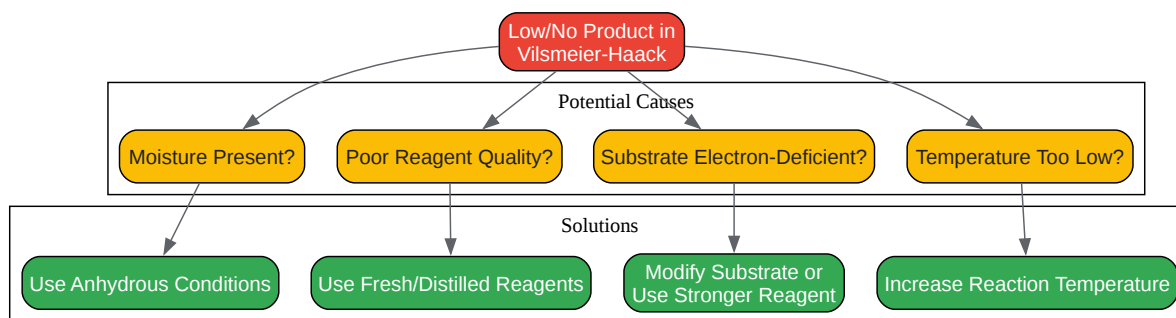 Low/No Product in
Vilsmeier-Haack
Potential Causes
Moisture Present?
Poor Reagent Quality?
Substrate Electron-Deficient?
Temperature Too Low?
Solutions
Use Anhydrous Conditions
Use Fresh/Distilled Reagents
Modify Substrate or
Use Stronger Reagent
Increase Reaction Temperature